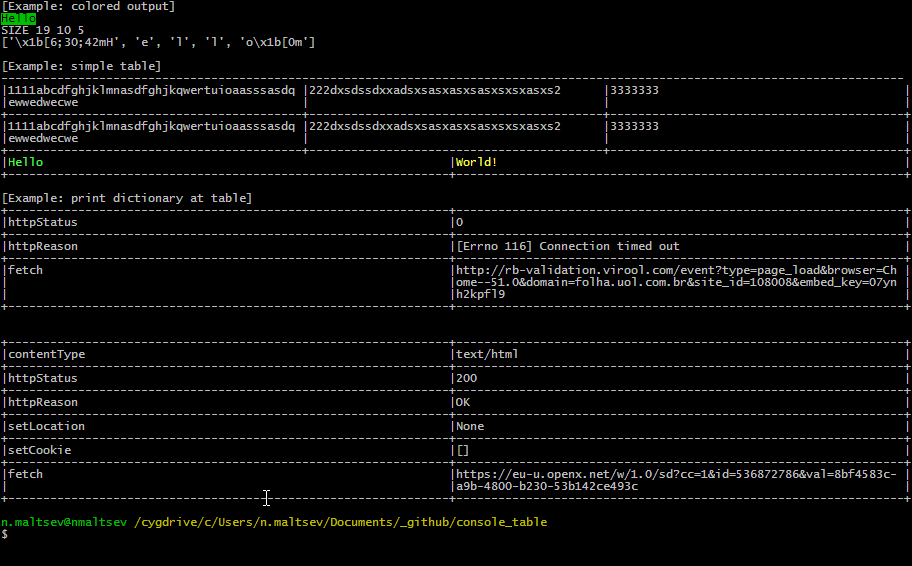 [Example: colored output]
Hello
SIZE 19 10 5
['\x1b[6;30;42mH', 'e', 'l', 'l', 'o\x1b[0m']
[Example: simple table]
|1111abcdfghjklmnasdfghjkqwertuioaasssasdq |222dxsdssdxxadsxsasxasxsasxsxsxasxs2 |3333333 |
|ewwedwecwe | | |
|1111abcdfghjklmnasdfghjkqwertuioaasssasdq |222dxsdssdxxadsxsasxasxsasxsxsxasxs2 |3333333 |
|ewwedwecwe | | |
|Hello |World! |
[Example: print dictionary at table]
|httpStatus |0 |
|httpReason |[Errno 116] Connection timed out |
|fetch |http://rb-validation.virool.com/event?type=page_load&browser=Ch |
| |ome--51.0&domain=folha.uol.com.br&site_id=108008&embed_key=07yn |
| |h2kpfl9 |
|contentType |text/html |
|httpStatus |200 |
|httpReason |OK |
|setLocation |None |
|setCookie |[] |
|fetch |https://eu-u.openx.net/w/1.0/sd?cc=1&id=536872786&val=8bf4583c- |
| |a9b-4800-b230-53b142ce493c |
n.maltsev@nmaltsev /cygdrive/c/Users/n.maltsev/Documents/_github/console_table
$